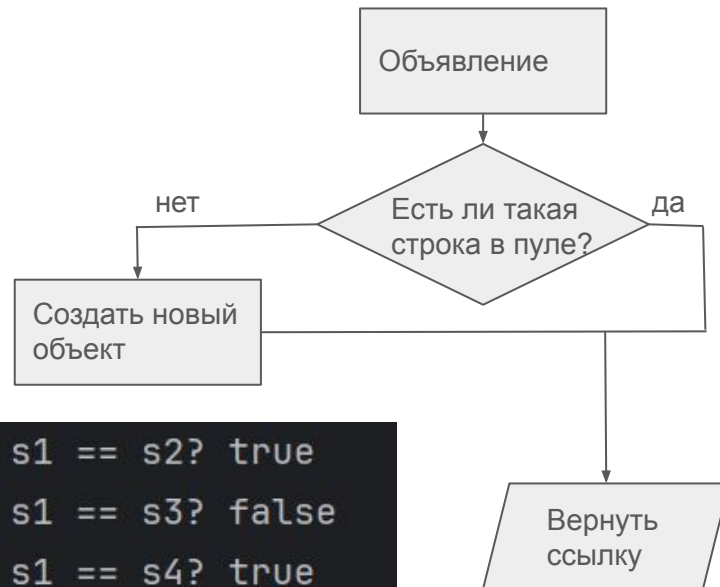 Объявление
нет
Есть ли такая
да
строка в пуле?
Создать новый
объект
s1 == s2? true
s1 == s3? false
s1 == s4? true
Вернуть
ссылку